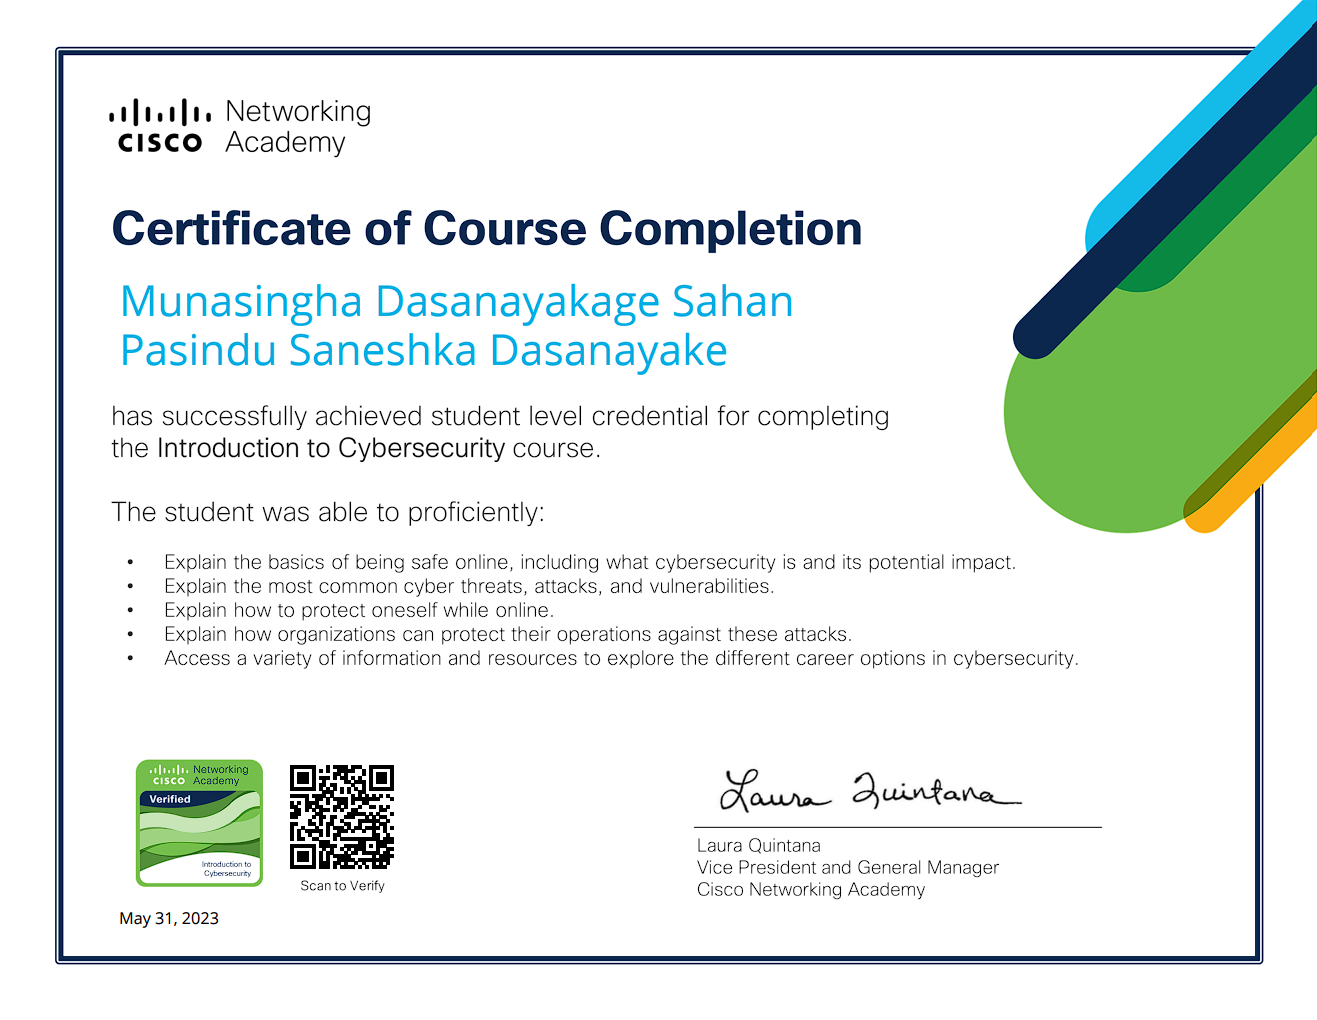 CISCO Networking
Academy
Certificate of Course Completion
Munasingha Dasanayakage Sahan
Pasindu Saneshka Dasanayake
has successfully achieved student level credential for completing
the Introduction to Cybersecurity course.
The student was able to proficiently:
• Explain the basics of being safe online, including what cybersecurity is and its potential impact.
• Explain the most common cyber threats, attacks, and vulnerabilities.
• Explain how to protect oneself while online.
• Explain how organizations can protect their operations against these attacks.
• Access a variety of information and resources to explore the different career options in cybersecurity.
CISCO Networking
Academy
Verified
Introduction to
Cybersecurity
Scan to Verify
May 31, 2023
Laura Quintana
Laura Quintana
Vice President and General Manager
Cisco Networking Academy